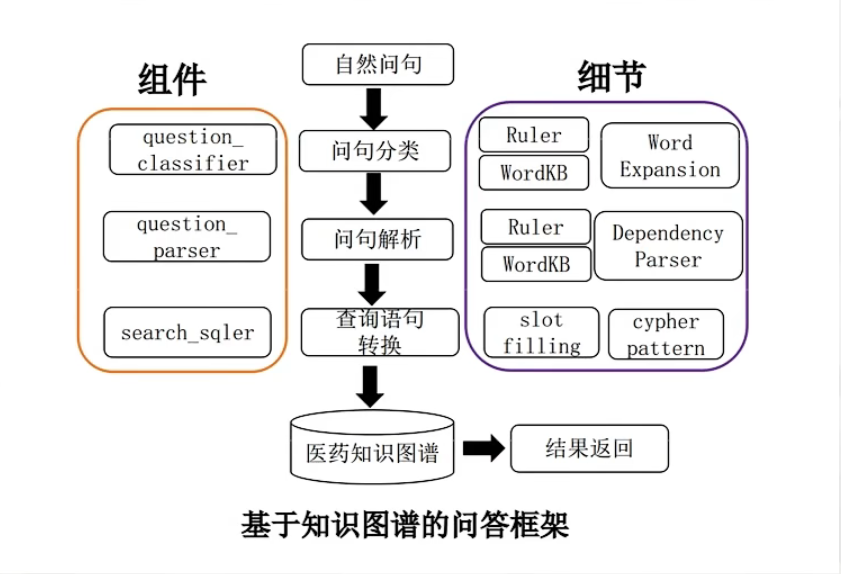 组件
自然问句
细节
question_
classifier
问句分类
Ruler
WordKB
Word
Expansion
question_
parser
问句解析
Ruler
WordKB
Dependency
Parser
search_sqler
查询语句
转换
slot
filling
cypher
pattern
医药知识图谱
结果返回
基于知识图谱的问答框架